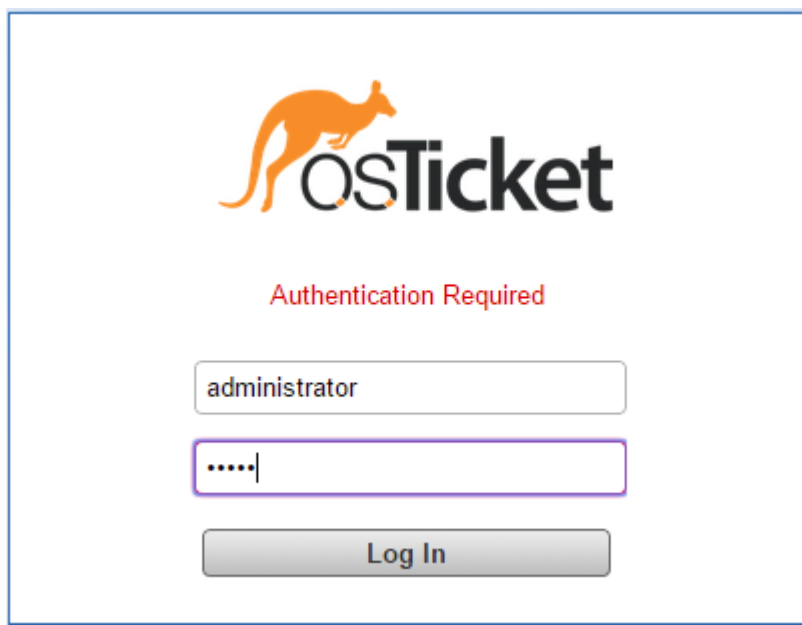 osTicket
Authentication Required
administrator
•••••
Log In